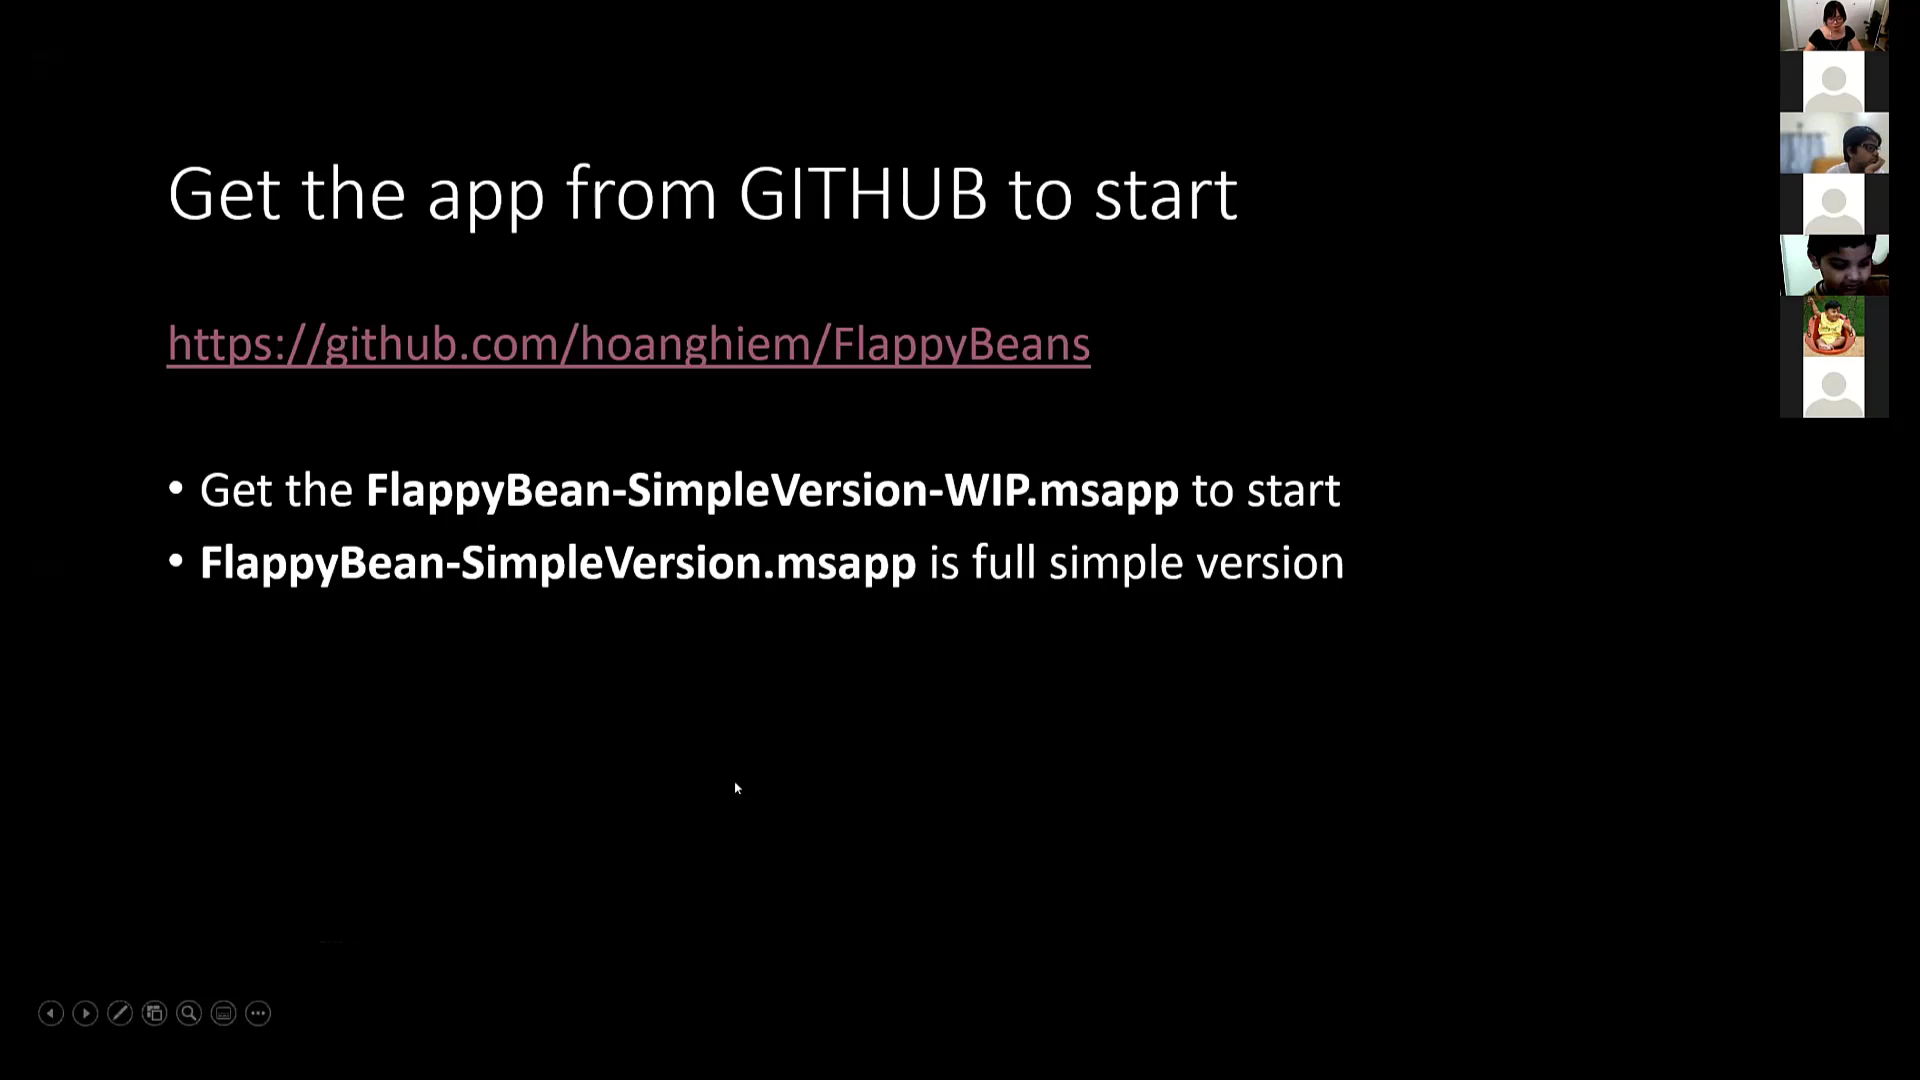 Get the app from GITHUB to start
https://github.com/hoanghiem/FlappyBeans
• Get the FlappyBean-SimpleVersion-WIP.msapp to start
• FlappyBean-SimpleVersion.msapp is full simple version